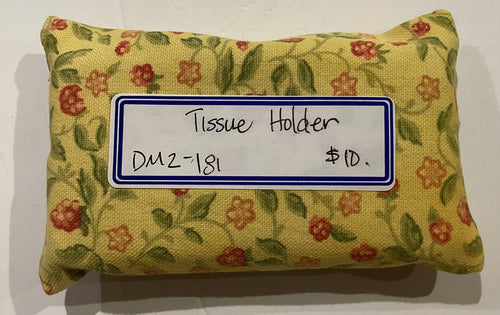 Tissue Holder
DM2-181 $10.